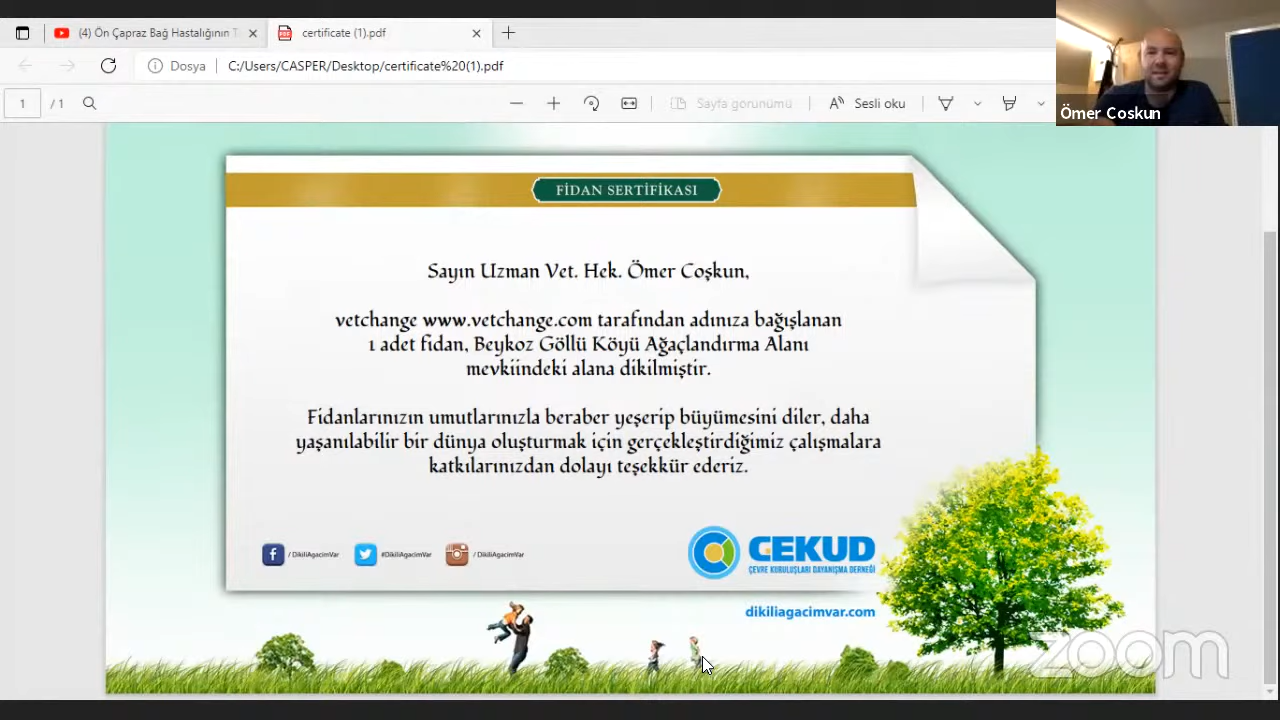 (4) Ön Çapraz Bağ Hastalığının T
certificate (1).pdf
Dosya
C:/Users/CASPER/Desktop/certificate%20(1).pdf
1 / 1
Sayfa görünümü
Sesli oku
Ömer Coskun
FİDAN SERTİFİKASI
Sayın Uzman Vet. Hek. Ömer Coşkun,
vetchange www.vetchange.com tarafından adınıza bağışlanan
1 adet fidan, Beykoz Göllü Köyü Ağaçlandırma Alanı
mevkiindeki alana dikilmiştir.
Fidanlarınızın umutlarınızla beraber yeşerip büyümesini diler, daha
yaşanılabilir bir dünya oluşturmak için gerçekleştirdiğimiz çalışmalara
katkılarınızdan dolayı teşekkür ederiz.
/ DikiliAgacimVar
#DikiliAgacimVar
/ DikiliAgacimVar
CEKUD
ÇEVRE KURULUŞLARI DAYANIŞMA DERNEĞİ
dikiliagacimvar.com
zoom